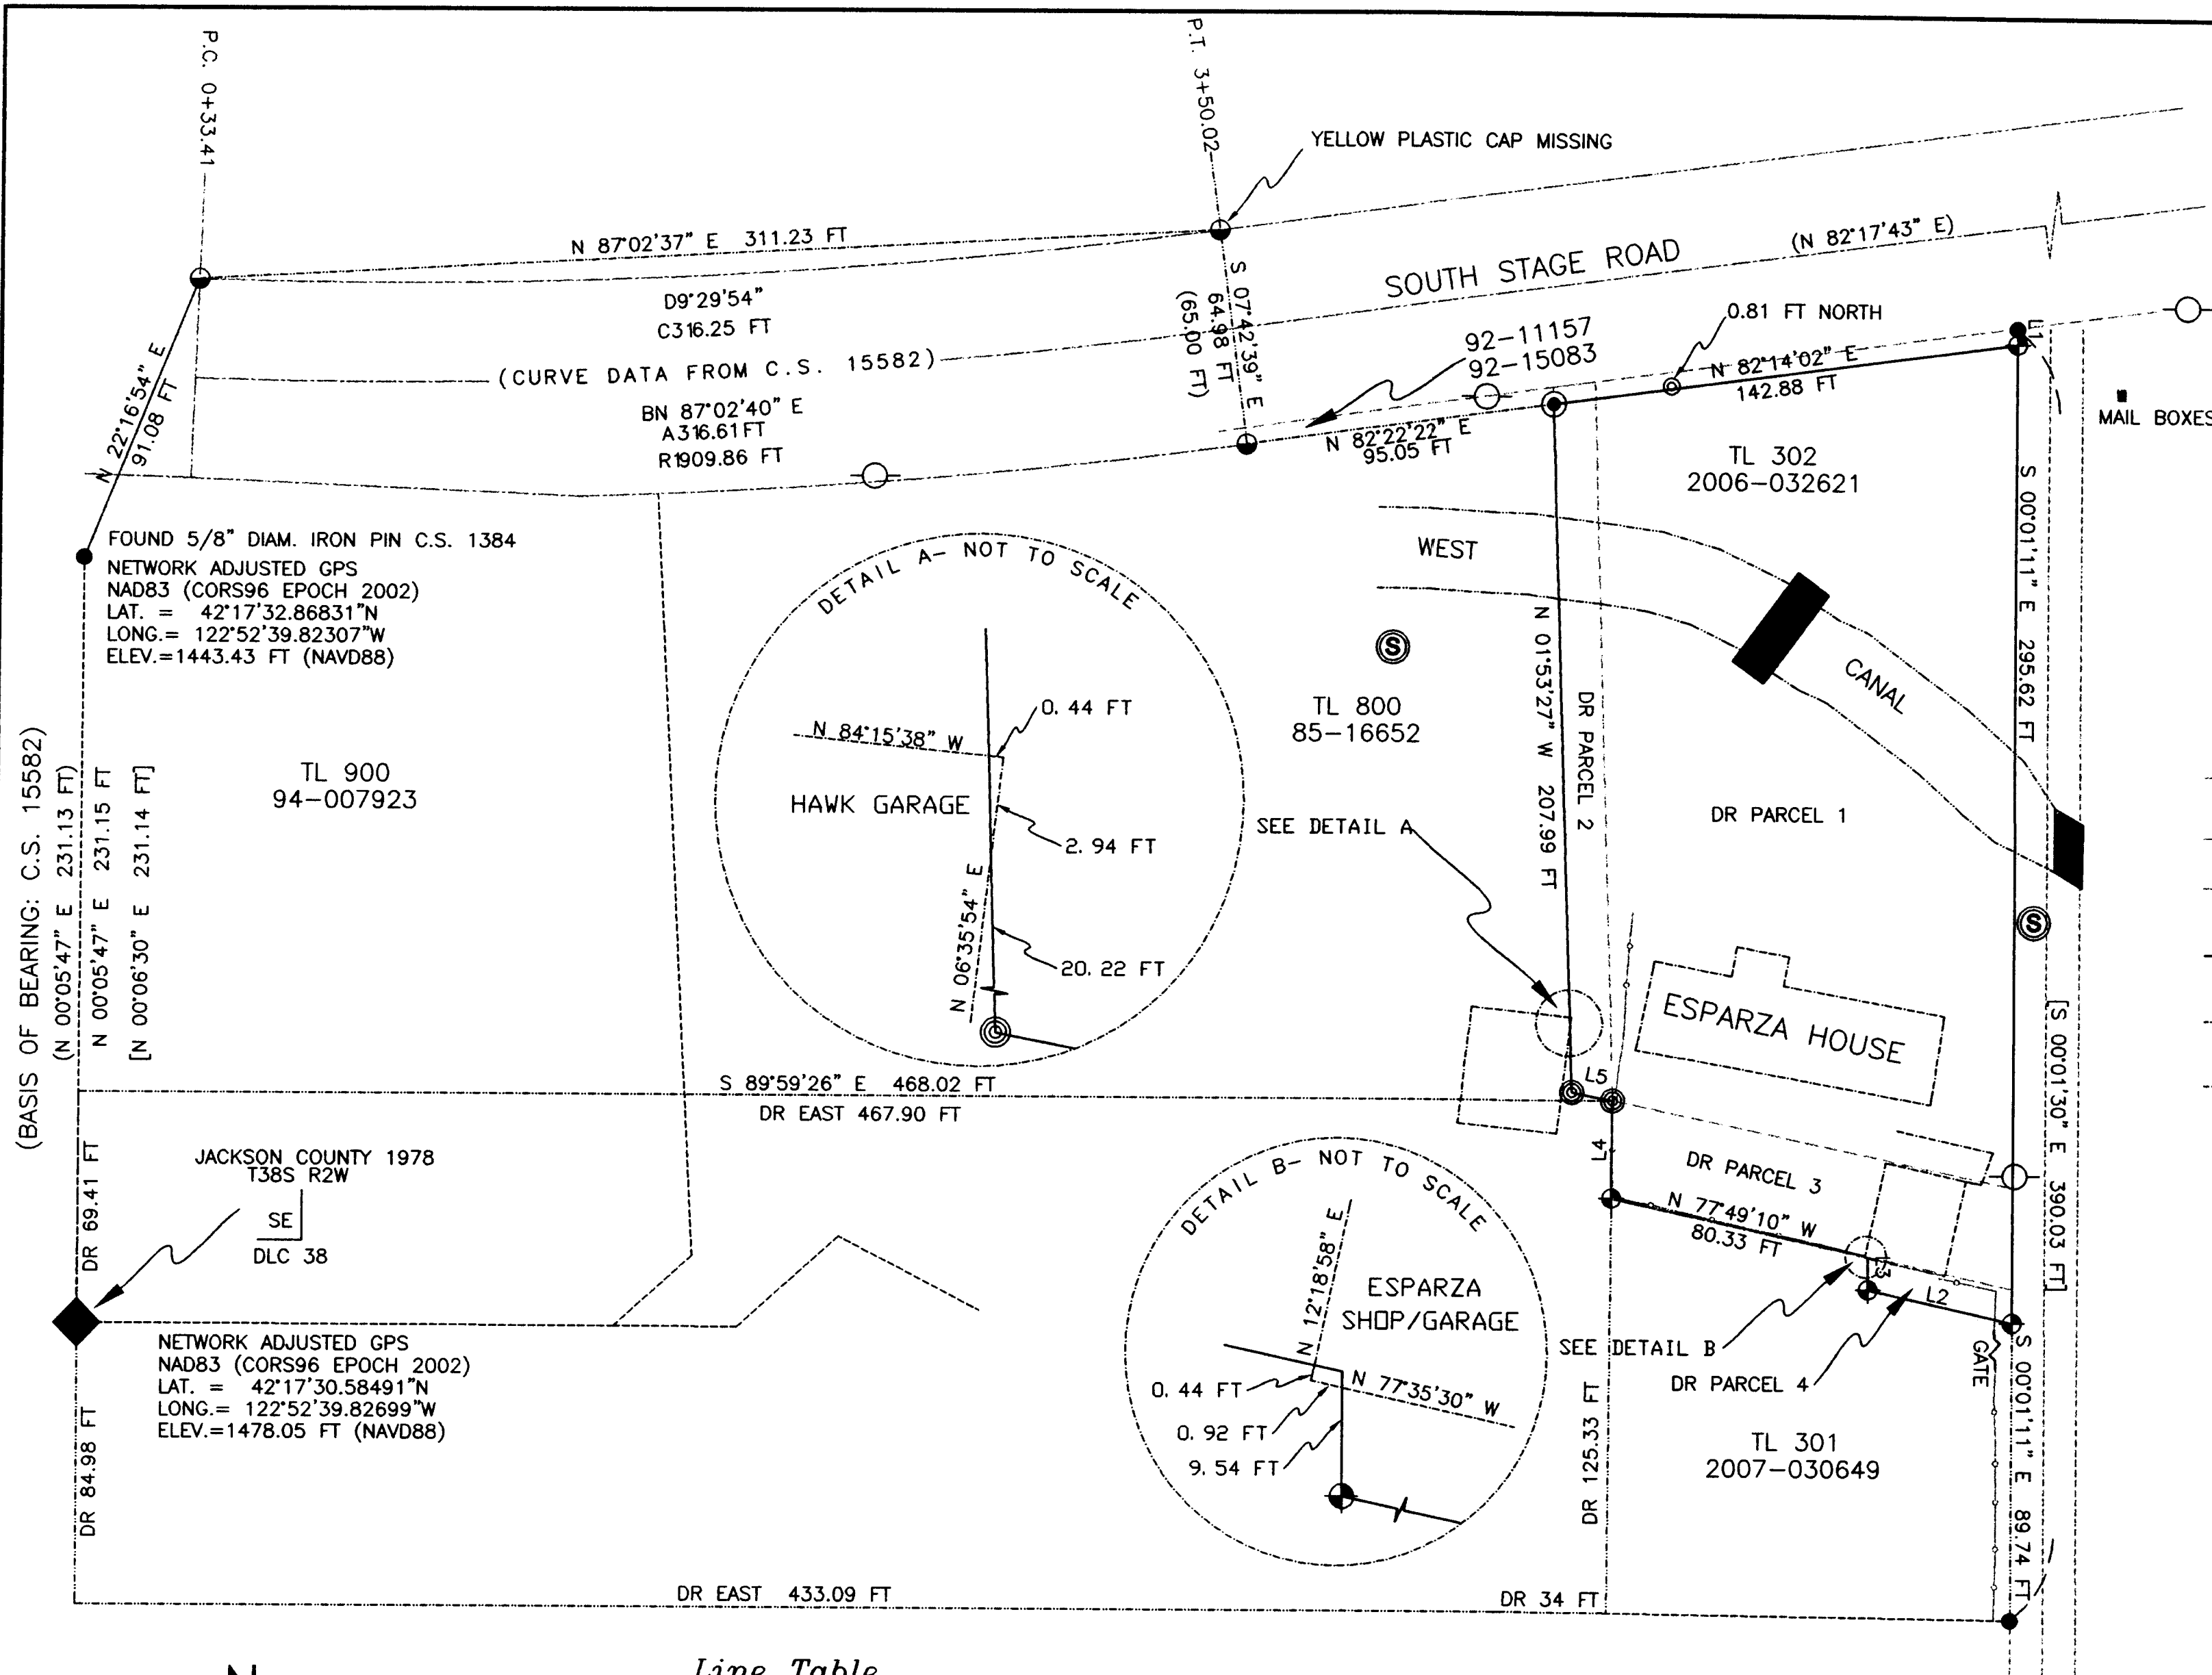 P.C. 0+33.41
P.T. 3+50.02
YELLOW PLASTIC CAP MISSING
N 87°02'37" E 311.23 FT
D9°29'54"
C316.25 FT
(CURVE DATA FROM C.S. 15582)
BN 87°02'40" E
A316.61FT
R1909.86 FT
N 22°16'54" E
91.08 FT
S 07°42'39" E
64.98 FT
(65.00 FT)
SOUTH STAGE ROAD
(N 82°17'43" E)
92-11157
92-15083
0.81 FT NORTH
N 82°14'02" E
142.88 FT
L1
N 82°22'22" E
95.05 FT
MAIL BOXES
TL 302
2006-032621
FOUND 5/8" DIAM. IRON PIN C.S. 1384
NETWORK ADJUSTED GPS
NAD83 (CORS96 EPOCH 2002)
LAT. = 42°17'32.86831"N
LONG.= 122°52'39.82307"W
ELEV.=1443.43 FT (NAVD88)
DETAIL A- NOT TO SCALE
N 84°15'38" W
0.44 FT
HAWK GARAGE
2.94 FT
N 06°35'54" E
20.22 FT
WEST
CANAL
S
TL 800
85-16652
N 01°53'27" W 207.99 FT
DR PARCEL 2
DR PARCEL 1
S 00°01'11" E 295.62 FT
S
SEE DETAIL A
ESPARZA HOUSE
[S 00°01'30" E 390.03 FT]
(BASIS OF BEARING: C.S. 15582)
(N 00°05'47" E 231.13 FT)
N 00°05'47" E 231.15 FT
[N 00°06'30" E 231.14 FT]
TL 900
94-007923
S 89°59'26" E 468.02 FT
DR EAST 467.90 FT
L5
L4
DR 69.41 FT
JACKSON COUNTY 1978
T38S R2W
SE
DLC 38
DETAIL B- NOT TO SCALE
N 12°18'58" E
ESPARZA
SHOP/GARAGE
0.44 FT
N 77°35'30" W
0.92 FT
9.54 FT
DR PARCEL 3
N 77°49'10" W
80.33 FT
L3
L2
SEE DETAIL B
DR PARCEL 4
GATE
NETWORK ADJUSTED GPS
NAD83 (CORS96 EPOCH 2002)
LAT. = 42°17'30.58491"N
LONG.= 122°52'39.82699"W
ELEV.=1478.05 FT (NAVD88)
DR 84.98 FT
DR 125.33 FT
TL 301
2007-030649
S 00°01'11" E 89.74 FT
DR EAST 433.09 FT
DR 34 FT
N
Line Table